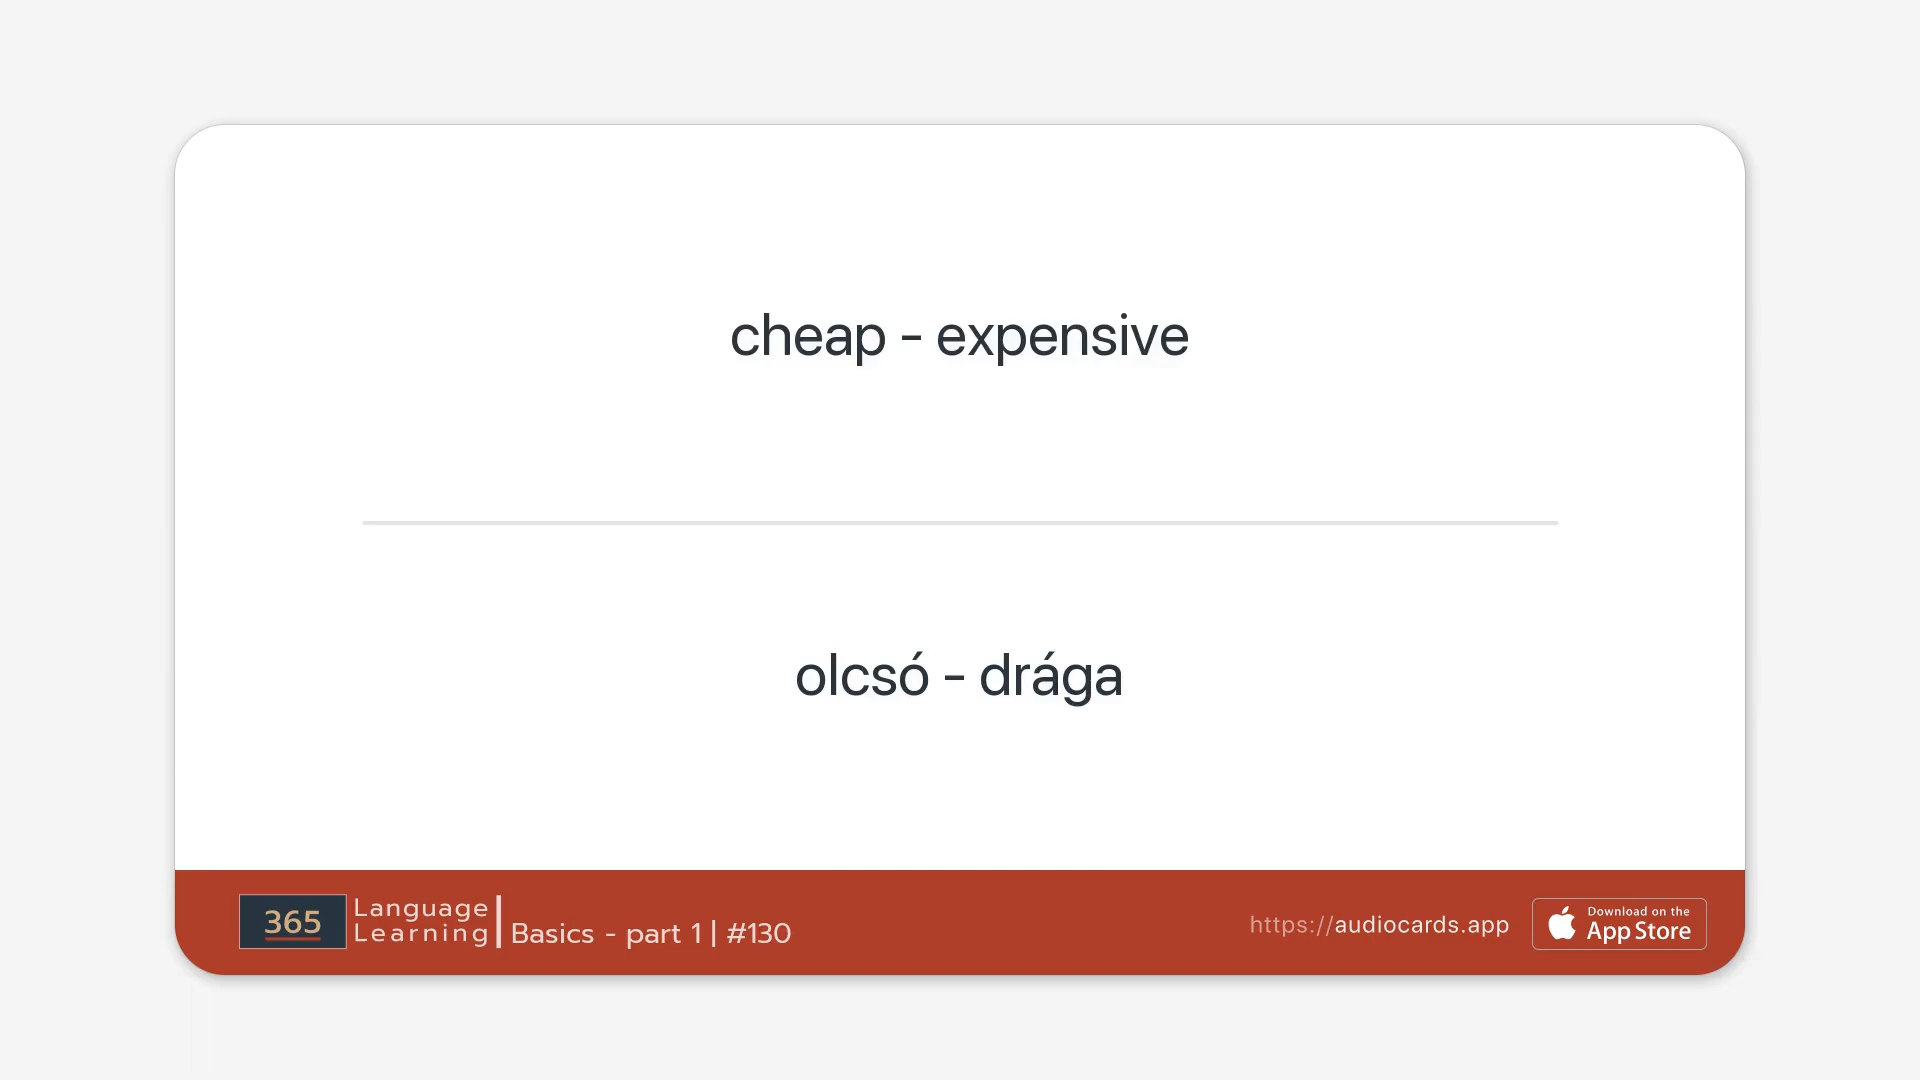 cheap - expensive
olcsó - drága
365
Language
Learning
Basics - part 1 | #130
https://audiocards.app
Download on the
App Store